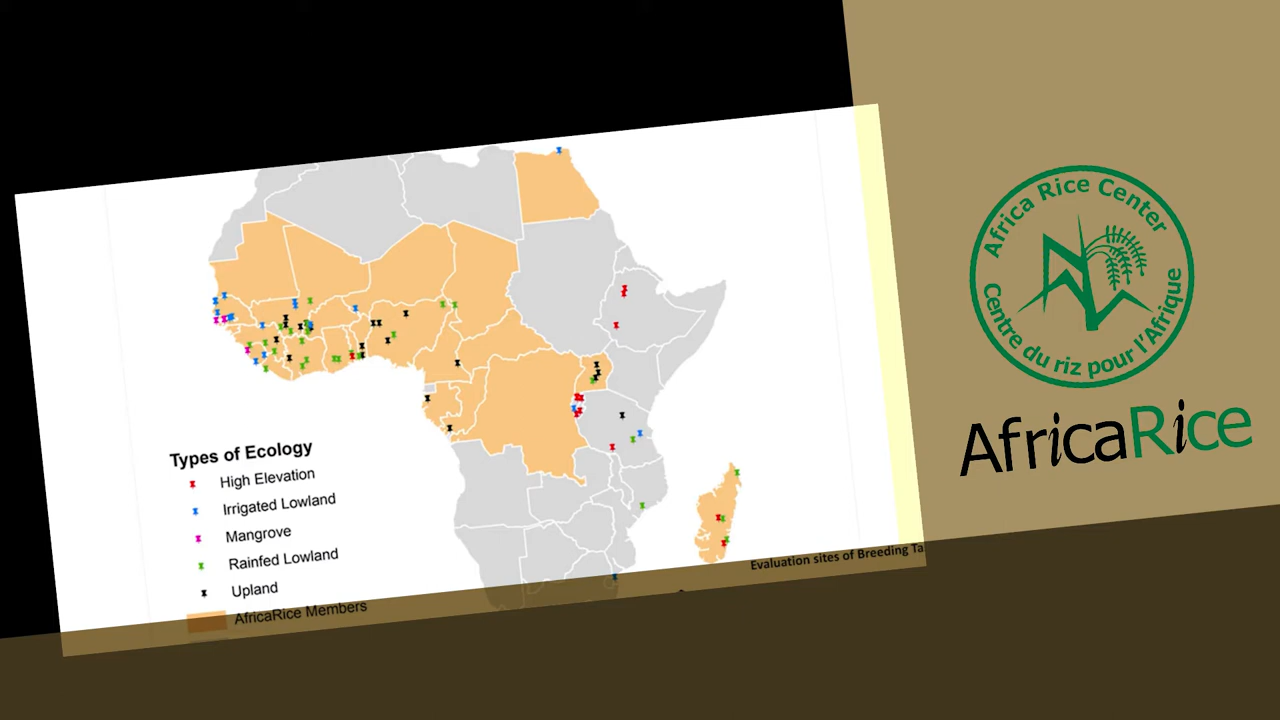 Types of Ecology
High Elevation
Irrigated Lowland
Mangrove
Rainfed Lowland
Upland
AfricaRice Members
Evaluation sites of Breeding Ta
Africa Rice Center
Centre du riz pour l'Afrique
AfricaRice